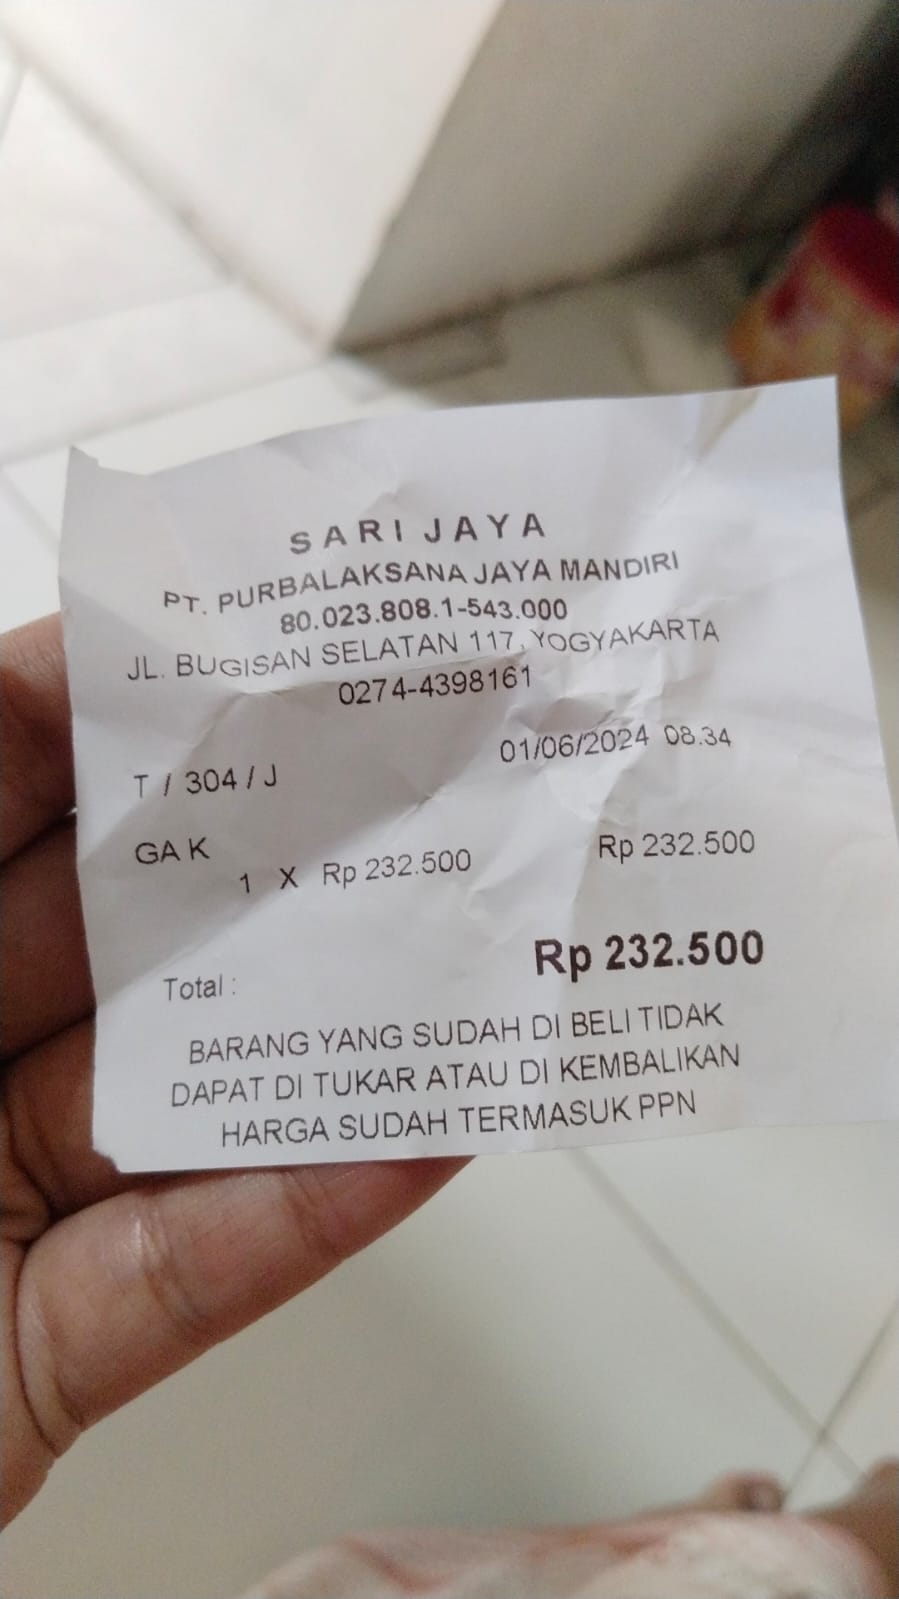 SARI JAYA
PT. PURBALAKSANA JAYA MANDIRI
80.023.808.1-543.000
JL. BUGISAN SELATAN 117, YOGYAKARTA
0274-4398161
T / 304 / J 01/06/2024 08.34
GA K
1 X Rp 232.500 Rp 232.500
Total : Rp 232.500
BARANG YANG SUDAH DI BELI TIDAK
DAPAT DI TUKAR ATAU DI KEMBALIKAN
HARGA SUDAH TERMASUK PPN